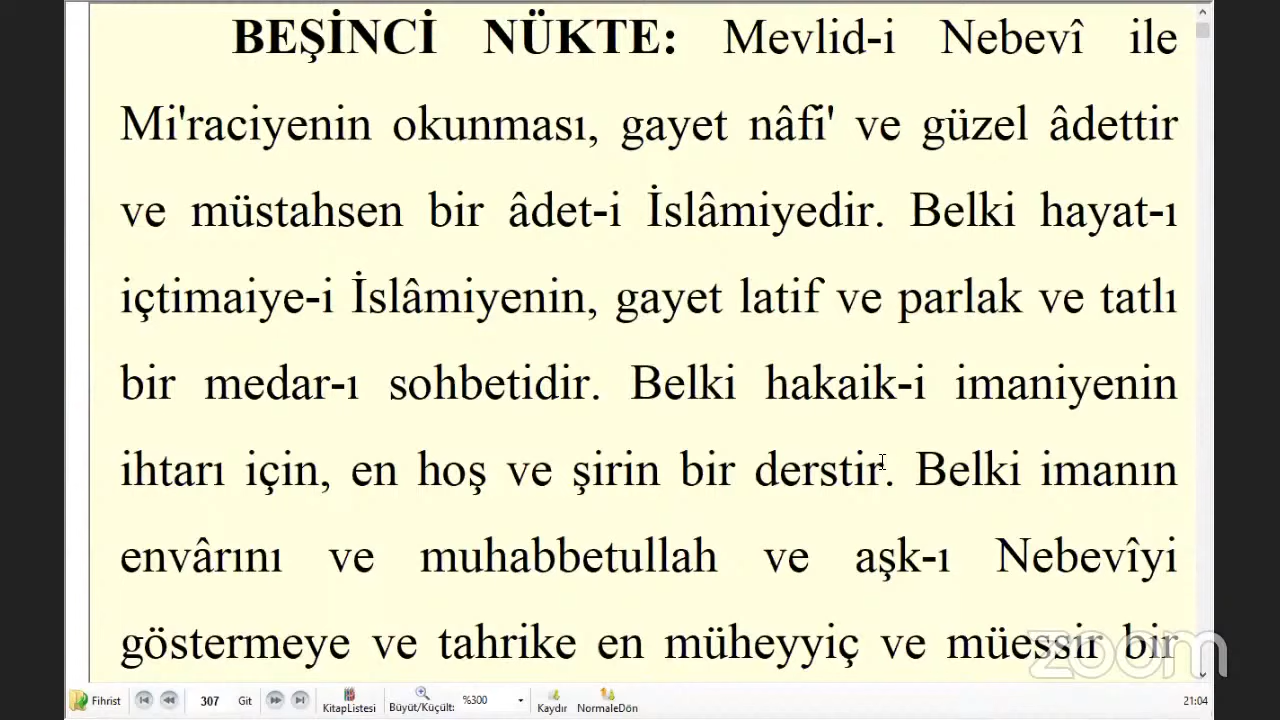 BEŞİNCİ NÜKTE: Mevlid-i Nebevî ile
Mi'raciyenin okunması, gayet nâfi' ve güzel âdettir
ve müstahsen bir âdet-i İslâmiyedir. Belki hayat-ı
içtimaiye-i İslâmiyenin, gayet latif ve parlak ve tatlı
bir medar-ı sohbetidir. Belki hakaik-i imaniyenin
ihtarı için, en hoş ve şirin bir derstir. Belki imanın
envârını ve muhabbetullah ve aşk-ı Nebevîyi
göstermeye ve tahrike en müheyyiç ve müessir bir
zoom
Fihrist 307 Git KitapListesi Büyüt/Küçült: %300 Kaydır NormaleDön 21:04